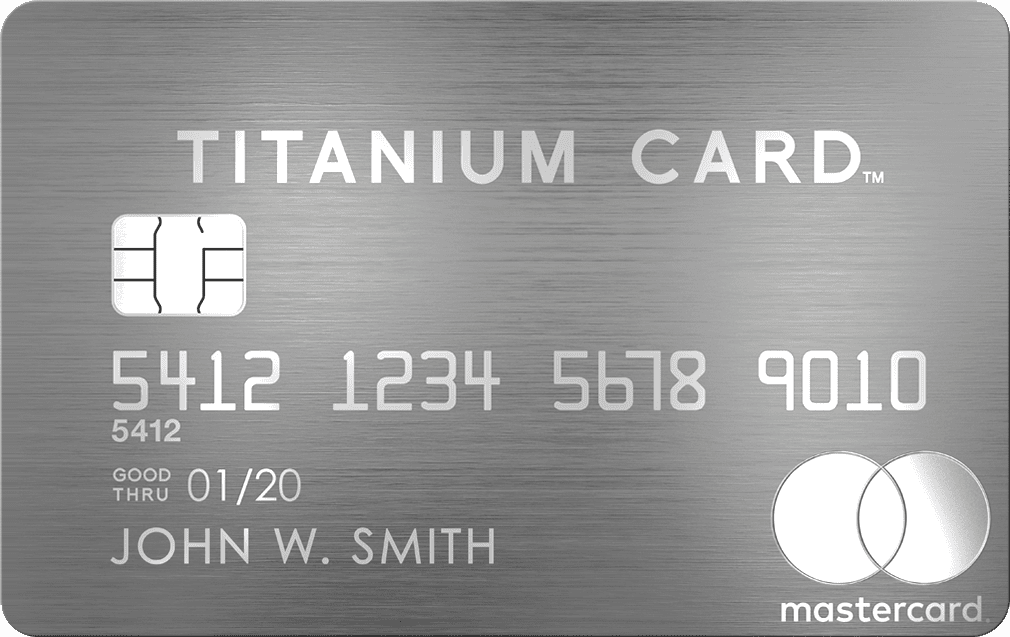 TITANIUM CARD™
5412 1234 5678 9010
5412
GOOD THRU 01/20
JOHN W. SMITH
mastercard.